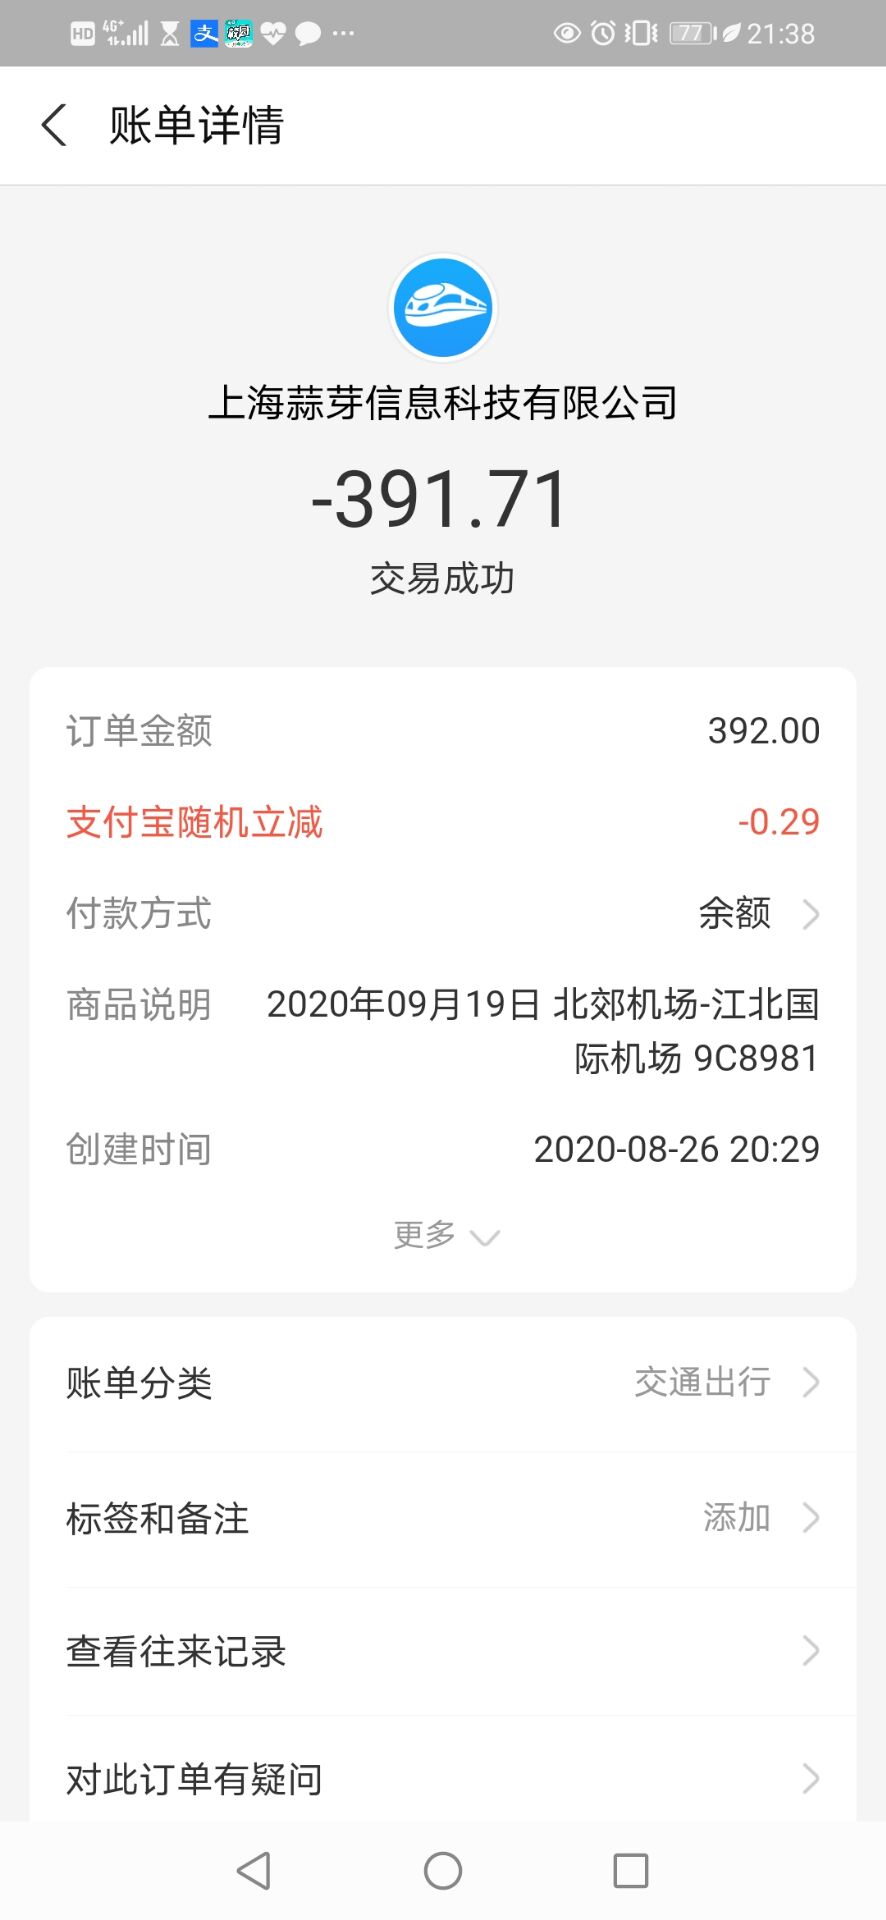 HD 4G+ 77 21:38
账单详情
上海蒜芽信息科技有限公司
-391.71
交易成功
订单金额 392.00
支付宝随机立减 -0.29
付款方式 余额
商品说明 2020年09月19日 北郊机场-江北国
际机场 9C8981
创建时间 2020-08-26 20:29
更多
账单分类 交通出行
标签和备注 添加
查看往来记录
对此订单有疑问